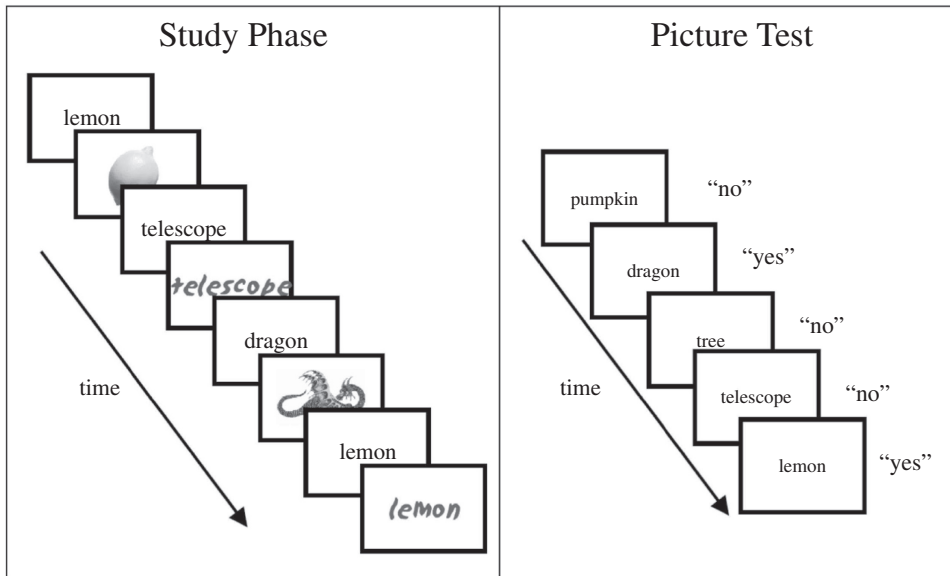 Study Phase
lemon
telescope
telescope
dragon
lemon
lemon
time
Picture Test
pumpkin
“no”
dragon
“yes”
tree
“no”
telescope
“no”
lemon
“yes”
time